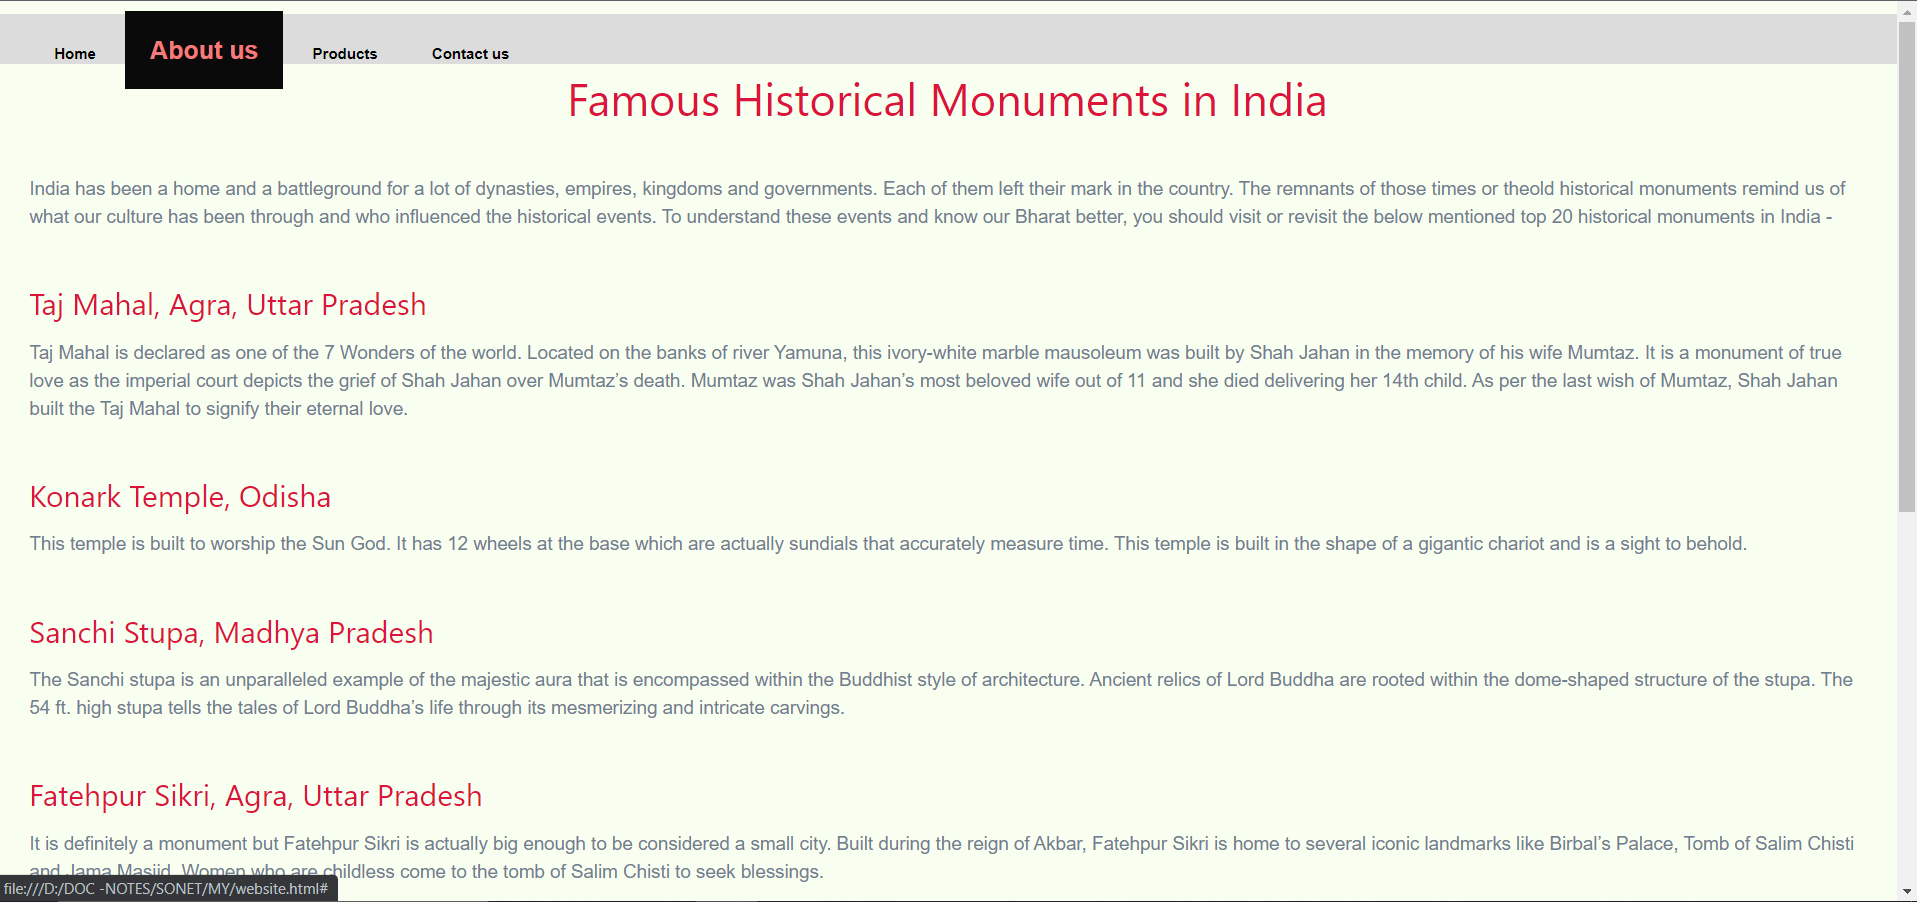 Home About us Products Contact us
Famous Historical Monuments in India
India has been a home and a battleground for a lot of dynasties, empires, kingdoms and governments. Each of them left their mark in the country. The remnants of those times or theold historical monuments remind us of
what our culture has been through and who influenced the historical events. To understand these events and know our Bharat better, you should visit or revisit the below mentioned top 20 historical monuments in India -
Taj Mahal, Agra, Uttar Pradesh
Taj Mahal is declared as one of the 7 Wonders of the world. Located on the banks of river Yamuna, this ivory-white marble mausoleum was built by Shah Jahan in the memory of his wife Mumtaz. It is a monument of true
love as the imperial court depicts the grief of Shah Jahan over Mumtaz’s death. Mumtaz was Shah Jahan’s most beloved wife out of 11 and she died delivering her 14th child. As per the last wish of Mumtaz, Shah Jahan
built the Taj Mahal to signify their eternal love.
Konark Temple, Odisha
This temple is built to worship the Sun God. It has 12 wheels at the base which are actually sundials that accurately measure time. This temple is built in the shape of a gigantic chariot and is a sight to behold.
Sanchi Stupa, Madhya Pradesh
The Sanchi stupa is an unparalleled example of the majestic aura that is encompassed within the Buddhist style of architecture. Ancient relics of Lord Buddha are rooted within the dome-shaped structure of the stupa. The
54 ft. high stupa tells the tales of Lord Buddha’s life through its mesmerizing and intricate carvings.
Fatehpur Sikri, Agra, Uttar Pradesh
It is definitely a monument but Fatehpur Sikri is actually big enough to be considered a small city. Built during the reign of Akbar, Fatehpur Sikri is home to several iconic landmarks like Birbal’s Palace, Tomb of Salim Chisti
and Jama Masjid. Women who are childless come to the tomb of Salim Chisti to seek blessings.
file:///D:/DOC -NOTES/SONET/MY/website.html#